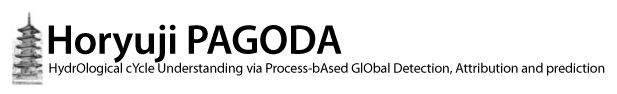 Horyuji PAGODA
HydrOlogical cYcle Understanding via Process-bAsed GlObal Detection, Attribution and prediction